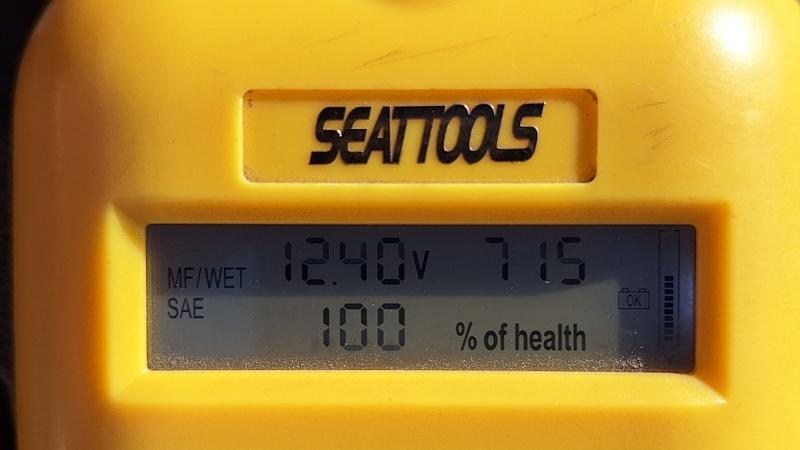 SEATTOOLS
MF/WET 12.40V 715
SAE OK
100 % of health